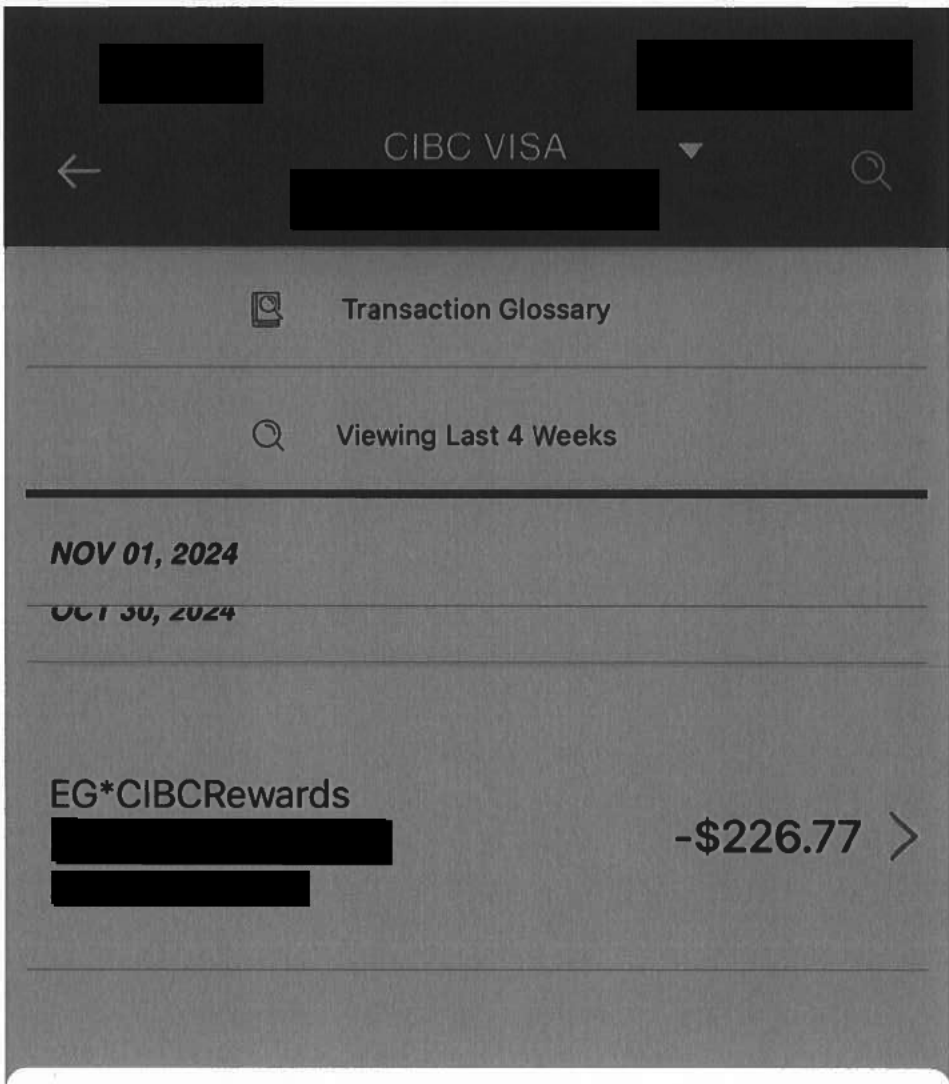 CIBC VISA
Transaction Glossary
Viewing Last 4 Weeks
NOV 01, 2024
OCT 30, 2024
EG*CIBCRewards
-$226.77